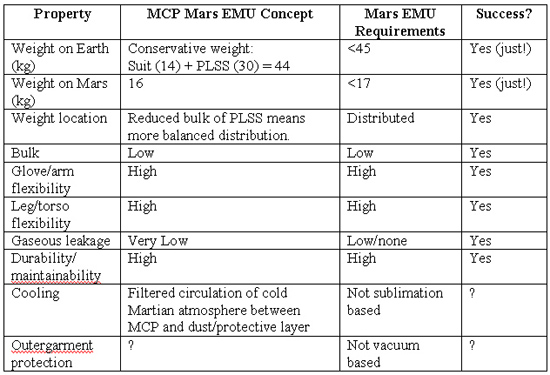 Property MCP Mars EMU Concept Mars EMU Success?
Requirements
Weight on Earth Conservative weight: <45 Yes (just!)
(kg) Suit (14) + PLSS (30) = 44
Weight on Mars 16 <17 Yes (just!)
(kg)
Weight location Reduced bulk of PLSS means Distributed Yes
more balanced distribution.
Bulk Low Low Yes
Glove/arm High High Yes
flexibility
Leg/torso High High Yes
flexibility
Gaseous leakage Very Low Low/none Yes
Durability/ High High Yes
maintainability
Cooling Filtered circulation of cold Not sublimation ?
Martian atmosphere between based
MCP and dust/protective layer
Outergarment ? Not vacuum ?
protection based